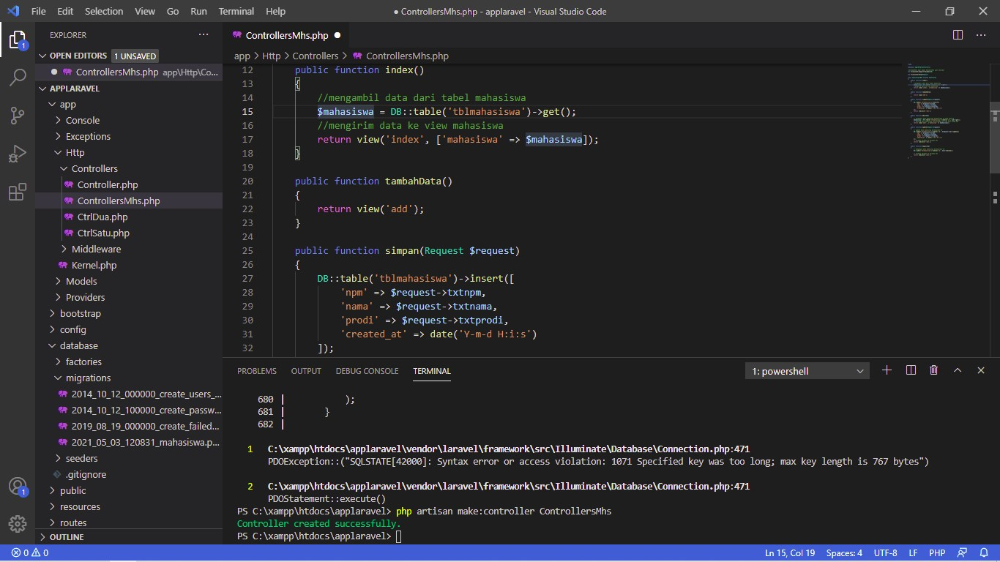 File Edit Selection View Go Run Terminal Help
● ControllersMhs.php - applaravel - Visual Studio Code
EXPLORER
OPEN EDITORS 1 UNSAVED
ControllersMhs.php app\Http\Co...
APPLARAVEL
app
Console
Exceptions
Http
Controllers
Controller.php
ControllersMhs.php
CtrlDua.php
CtrlSatu.php
Middleware
Kernel.php
Models
Providers
bootstrap
config
database
factories
migrations
2014_10_12_000000_create_users_...
2014_10_12_100000_create_passw...
2019_08_19_000000_create_failed...
2021_05_03_120831_mahasiswa.p...
seeders
.gitignore
public
resources
routes
OUTLINE
1
1
ControllersMhs.php
app > Http > Controllers > ControllersMhs.php
12 public function index()
13 {
14 //mengambil data dari tabel mahasiswa
15 $mahasiswa = DB::table('tblmahasiswa')->get();
16 //mengirim data ke view mahasiswa
17 return view('index', ['mahasiswa' => $mahasiswa]);
18 }
19
20 public function tambahData()
21 {
22 return view('add');
23 }
24
25 public function simpan(Request $request)
26 {
27 DB::table('tblmahasiswa')->insert([
28 'npm' => $request->txtnpm,
29 'nama' => $request->txtnama,
30 'prodi' => $request->txtprodi,
31 'created_at' => date('Y-m-d H:i:s')
32 ]);
PROBLEMS OUTPUT DEBUG CONSOLE TERMINAL
1: powershell
680 | );
681 | }
682 |
1 C:\xampp\htdocs\applaravel\vendor\laravel\framework\src\Illuminate\Database\Connection.php:471
PDOException::("SQLSTATE[42000]: Syntax error or access violation: 1071 Specified key was too long; max key length is 767 bytes")
2 C:\xampp\htdocs\applaravel\vendor\laravel\framework\src\Illuminate\Database\Connection.php:471
PDOStatement::execute()
PS C:\xampp\htdocs\applaravel> php artisan make:controller ControllersMhs
Controller created successfully.
PS C:\xampp\htdocs\applaravel>
0 0
Ln 15, Col 19 Spaces: 4 UTF-8 LF PHP